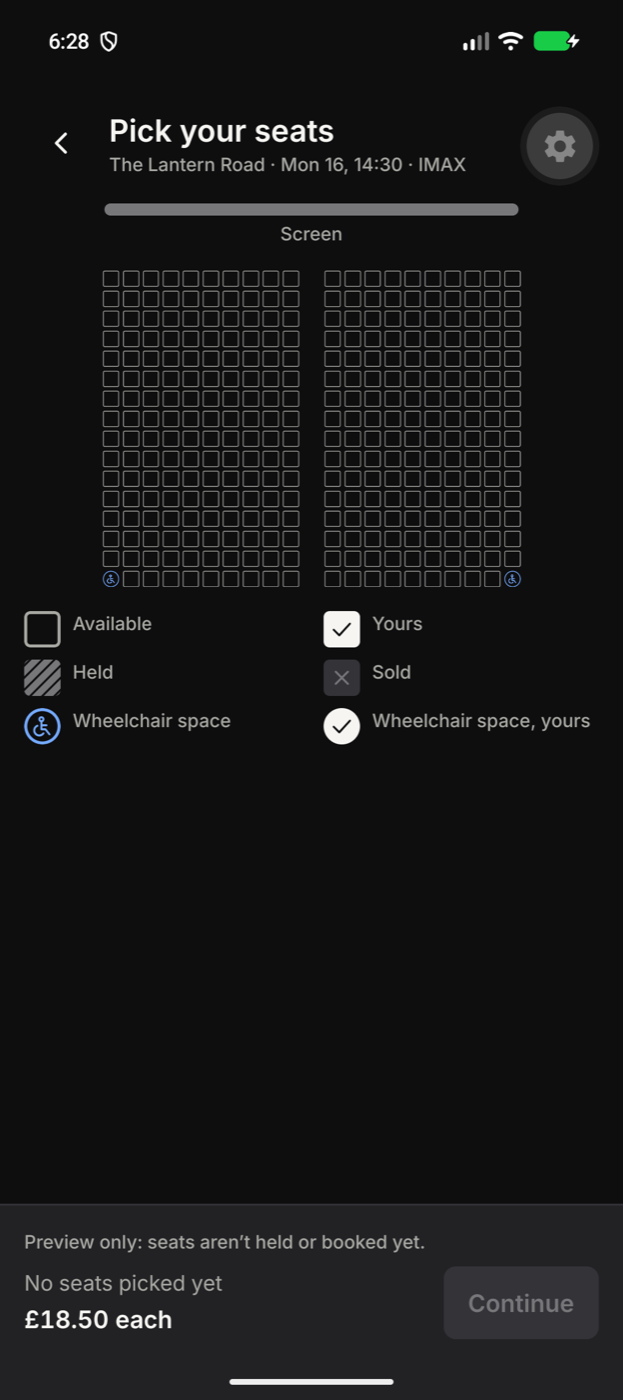 6:28
Pick your seats
The Lantern Road · Mon 16, 14:30 · IMAX
Screen
Available
Yours
Held
Sold
Wheelchair space
Wheelchair space, yours
Preview only: seats aren’t held or booked yet.
No seats picked yet
£18.50 each
Continue